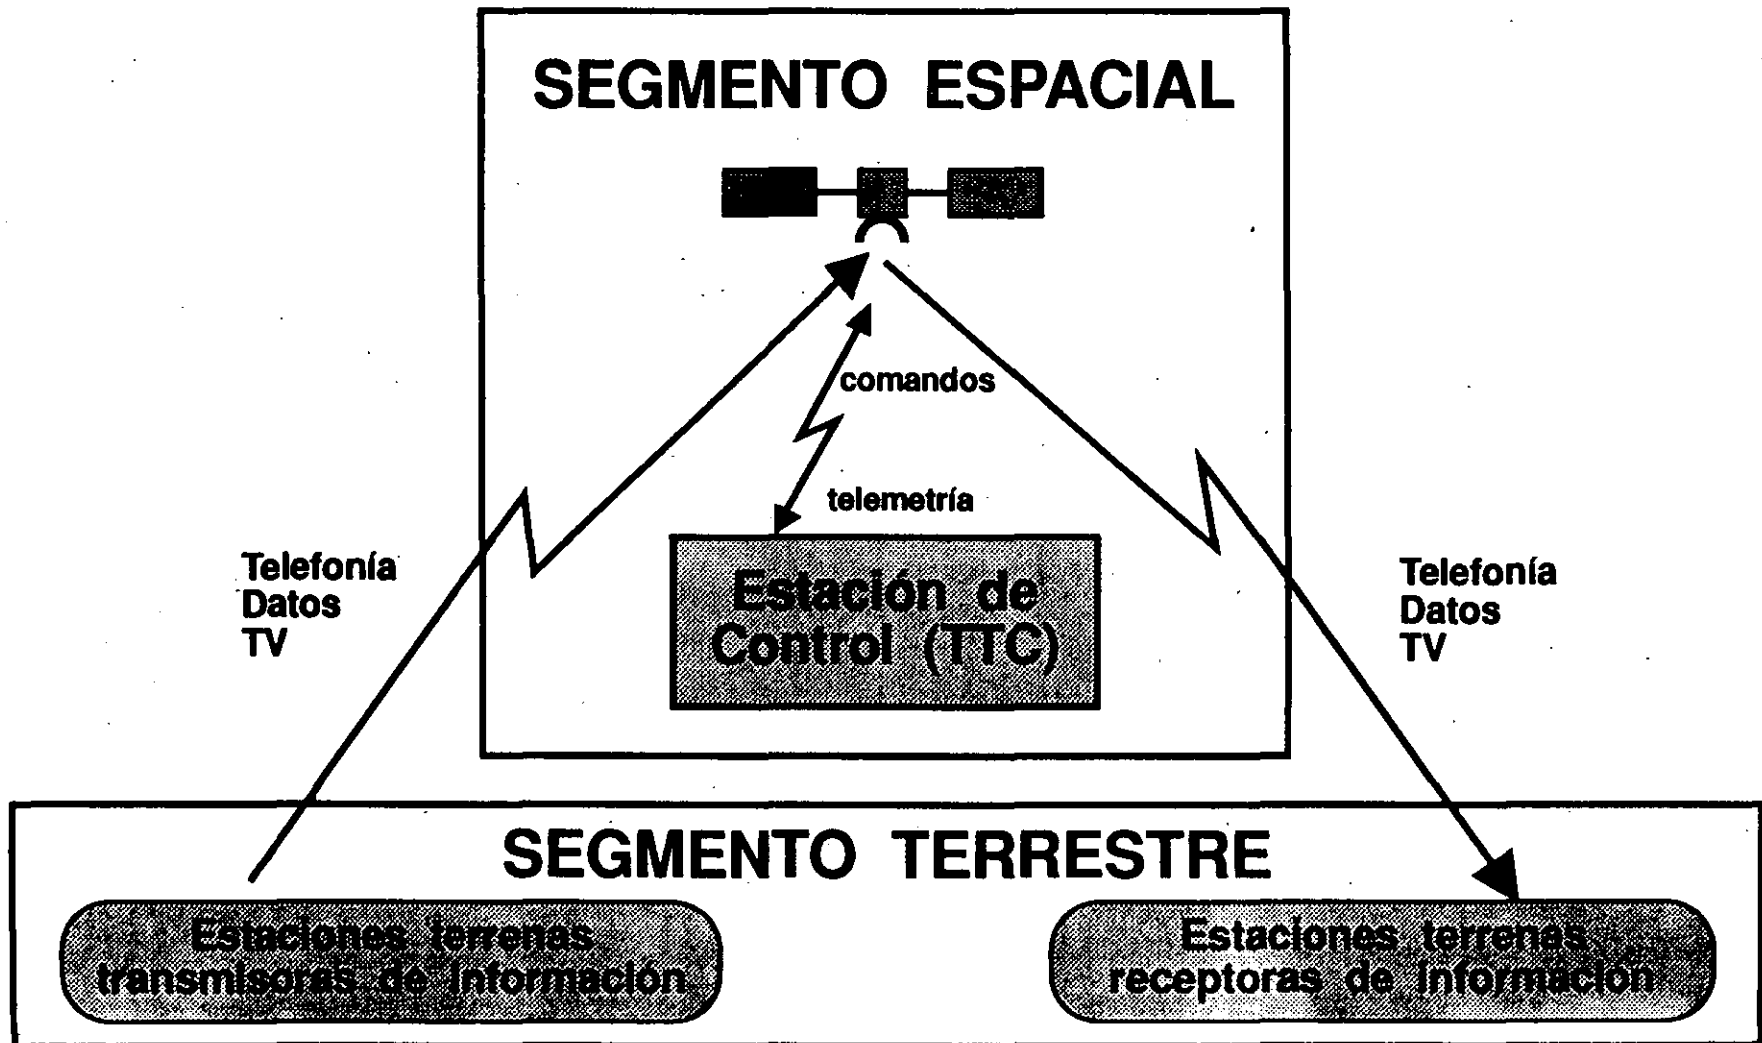 SEGMENTO ESPACIAL
comandos
telemetría
Estación de
Control (TTC)
Telefonía
Datos
TV
Telefonía
Datos
TV
SEGMENTO TERRESTRE
Estaciones terrenas
transmisoras de información
Estaciones terrenas
receptoras de información